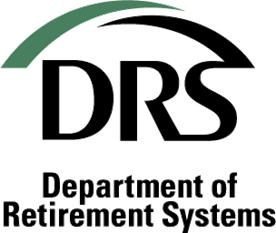 DRS
Department of
Retirement Systems